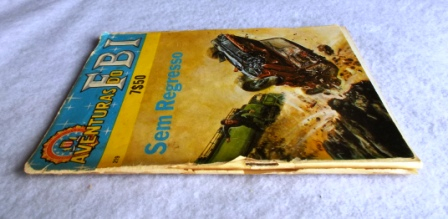 AVENTURAS DO
FBI
7$50
Sem Regresso